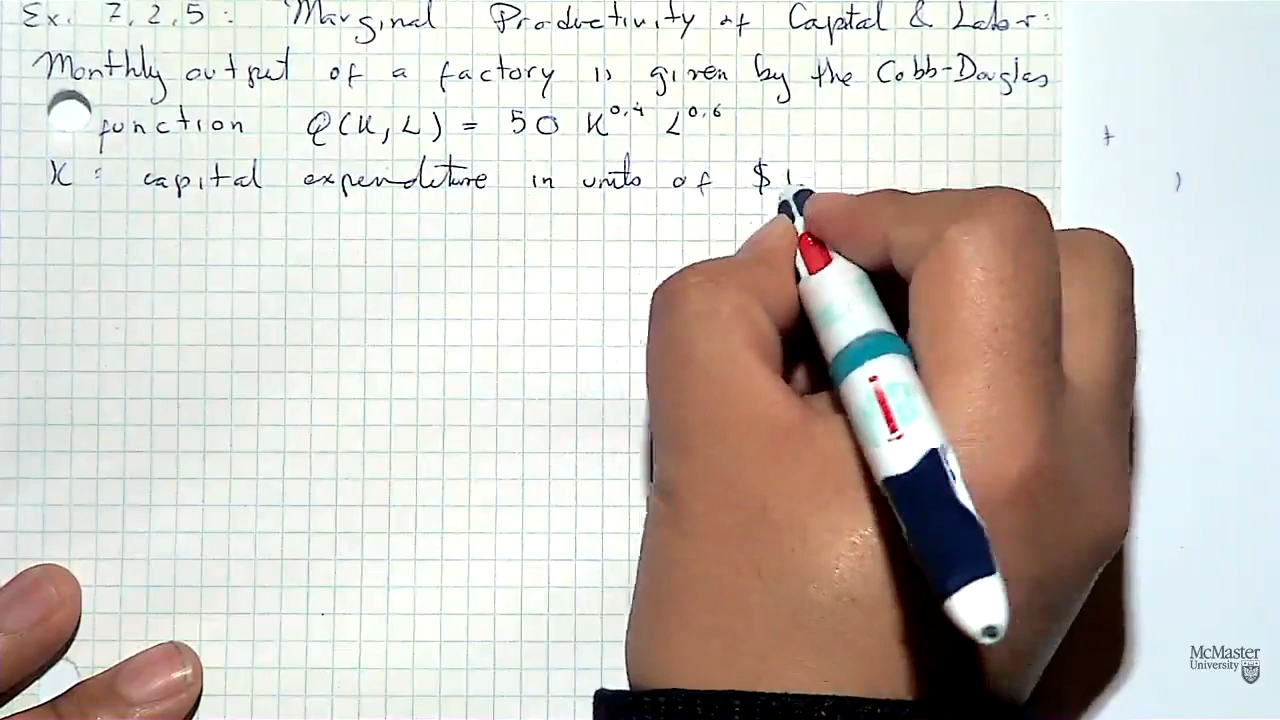 Ex. 7.2.5: Marginal Productivity of Capital & Labor:
Monthly output of a factory is given by the Cobb-Douglas
function Q(K, L) = 50 K^0.4 L^0.6
K: capital expenditure in units of $1
McMaster
University